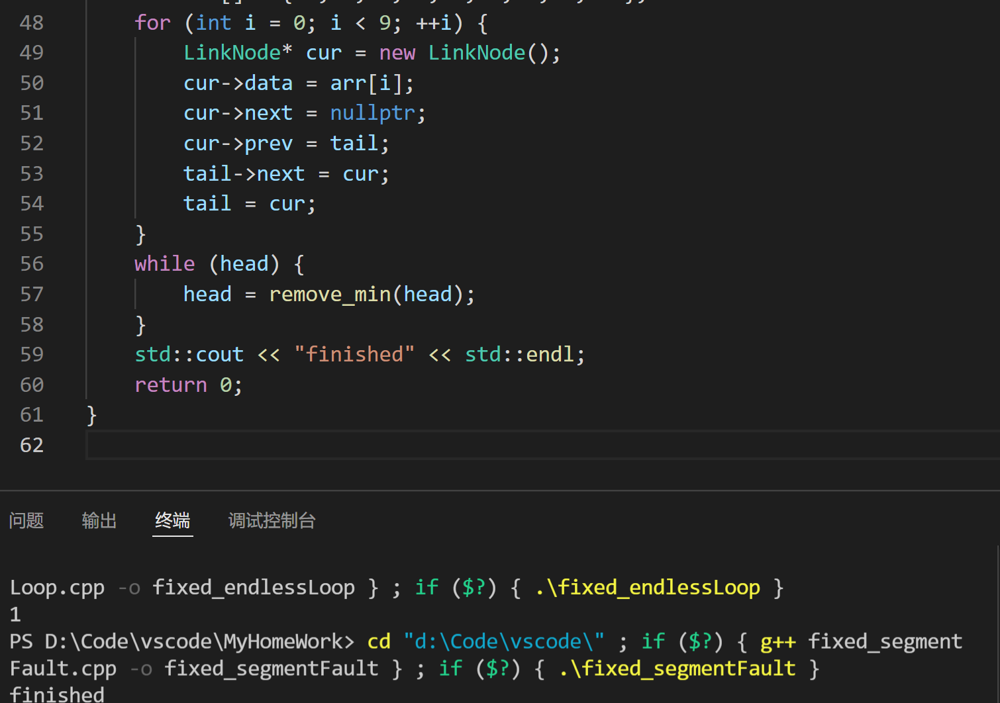 48 for (int i = 0; i < 9; ++i) {
49 LinkNode* cur = new LinkNode();
50 cur->data = arr[i];
51 cur->next = nullptr;
52 cur->prev = tail;
53 tail->next = cur;
54 tail = cur;
55 }
56 while (head) {
57 head = remove_min(head);
58 }
59 std::cout << "finished" << std::endl;
60 return 0;
61 }
62
问题 输出 终端 调试控制台
Loop.cpp -o fixed_endlessLoop } ; if ($?) { .\fixed_endlessLoop }
1
PS D:\Code\vscode\MyHomeWork> cd "d:\Code\vscode\" ; if ($?) { g++ fixed_segment
Fault.cpp -o fixed_segmentFault } ; if ($?) { .\fixed_segmentFault }
finished